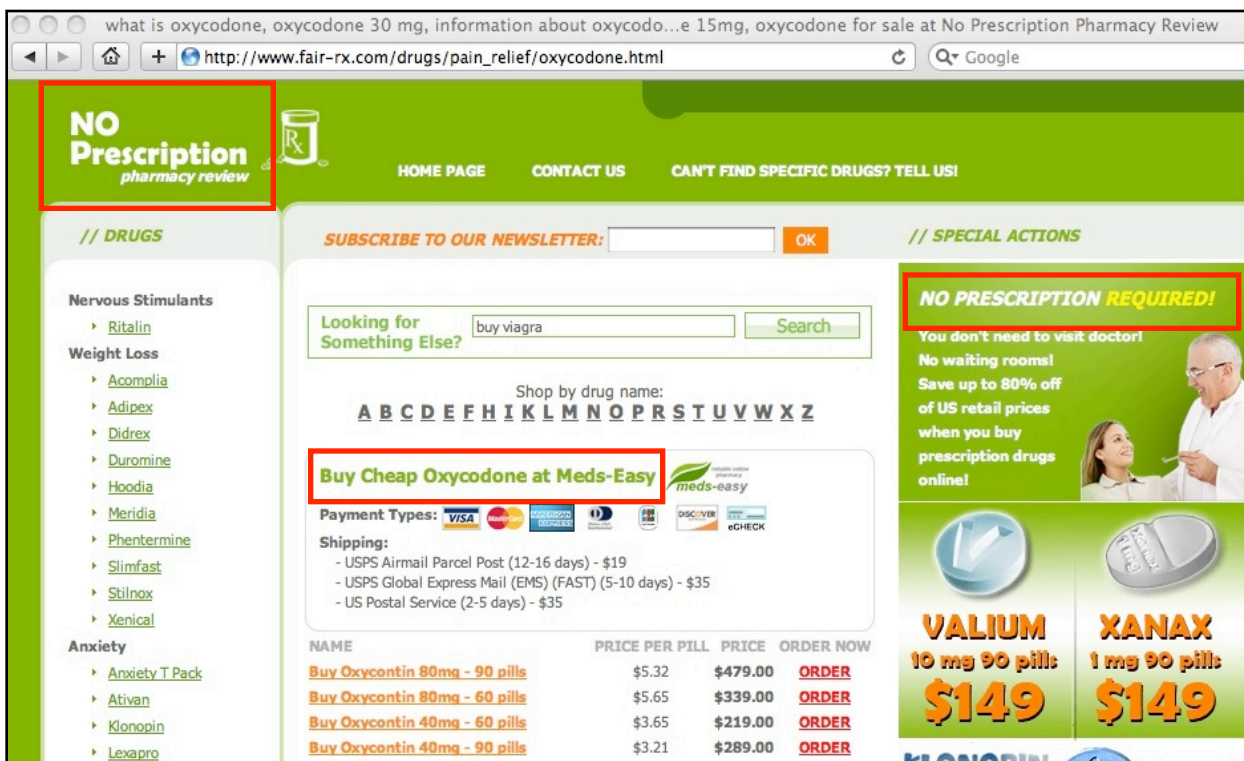 what is oxycodone, oxycodone 30 mg, information about oxycodo...e 15mg, oxycodone for sale at No Prescription Pharmacy Review
http://www.fair-rx.com/drugs/pain_relief/oxycodone.html
Google
NO
Prescription
pharmacy review
Rx
HOME PAGE CONTACT US CAN'T FIND SPECIFIC DRUGS? TELL US!
// DRUGS
Nervous Stimulants
Ritalin
Weight Loss
Acomplia
Adipex
Didrex
Duromine
Hoodia
Meridia
Phentermine
Slimfast
Stilnox
Xenical
Anxiety
Anxiety T Pack
Ativan
Klonopin
Lexapro
SUBSCRIBE TO OUR NEWSLETTER: OK
Looking for
Something Else?
buy viagra
Search
Shop by drug name:
A B C D E F H I K L M N O P R S T U V W X Z
Buy Cheap Oxycodone at Meds-Easy
reliable online
pharmacy
meds-easy
Payment Types: VISA MasterCard AMERICAN EXPRESS JCB DISCOVER eCHECK
Shipping:
- USPS Airmail Parcel Post (12-16 days) - $19
- USPS Global Express Mail (EMS) (FAST) (5-10 days) - $35
- US Postal Service (2-5 days) - $35
NAME PRICE PER PILL PRICE ORDER NOW
Buy Oxycontin 80mg - 90 pills $5.32 $479.00 ORDER
Buy Oxycontin 80mg - 60 pills $5.65 $339.00 ORDER
Buy Oxycontin 40mg - 60 pills $3.65 $219.00 ORDER
Buy Oxycontin 40mg - 90 pills $3.21 $289.00 ORDER
// SPECIAL ACTIONS
NO PRESCRIPTION REQUIRED!
You don't need to visit doctor!
No waiting rooms!
Save up to 80% off
of US retail prices
when you buy
prescription drugs
online!
VALIUM
10 mg 90 pills
$149
XANAX
1 mg 90 pills
$149
KLONOPIN